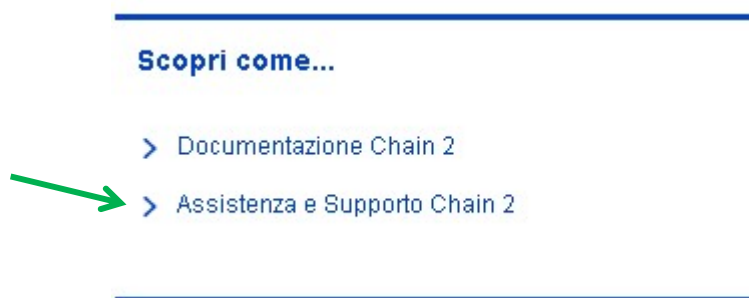 Scopri come...
Documentazione Chain 2
Assistenza e Supporto Chain 2